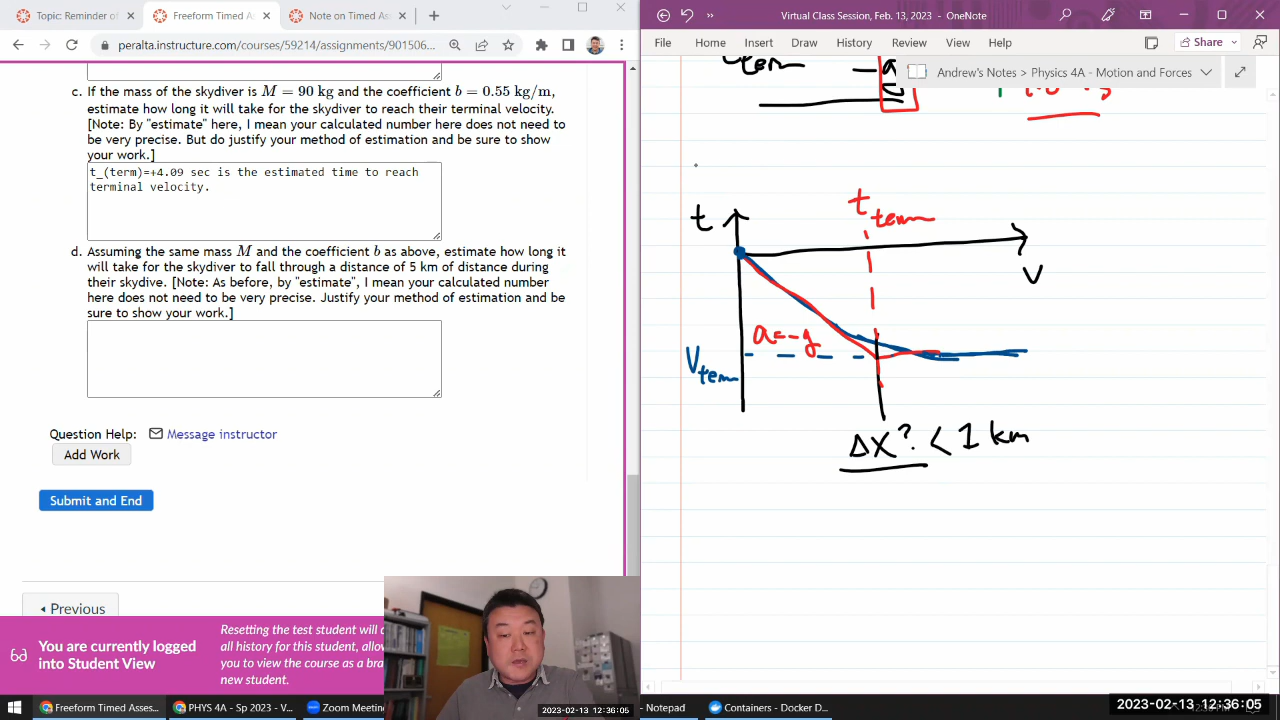 Topic: Reminder of
Freeform Timed Ass
Note on Timed Ass
peralta.instructure.com/courses/59214/assignments/901506...
c. If the mass of the skydiver is M = 90 kg and the coefficient b = 0.55 kg/m,
estimate how long it will take for the skydiver to reach their terminal velocity.
[Note: By "estimate" here, I mean your calculated number here does not need to
be very precise. But do justify your method of estimation and be sure to show
your work.]
t_(term)=+4.09 sec is the estimated time to reach
terminal velocity.
d. Assuming the same M and the coefficient b as above, estimate how long it
will take for the skydiver to fall through a distance of 5 km of distance during
their skydive. [Note: As before, by "estimate", I mean your calculated number
here does not need to be very precise. Justify your method of estimation and be
sure to show your work.]
Question Help: Message instructor
Add Work
Submit and End
Previous
You are currently logged
into Student View
Resetting the test student will c
all history for this student, allow
you to view the course as a bra
new student.
Virtual Class Session, Feb. 13, 2023 - OneNote
File Home Insert Draw History Review View Help Share
Andrew's Notes > Physics 4A - Motion and Forces
t
t term
V
a=-g
Vterm
ΔX? < 1 km
Freeform Timed Asses...
PHYS 4A - Sp 2023 - V...
Zoom Meeting
- Notepad
Containers - Docker D...
2023-02-13 12:36:05
2023-02-13 12:36:05